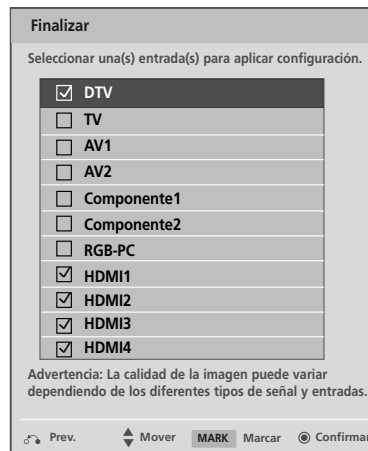 Finalizar
Seleccionar una(s) entrada(s) para aplicar configuración.
DTV
TV
AV1
AV2
Componente1
Componente2
RGB-PC
HDMI1
HDMI2
HDMI3
HDMI4
Advertencia: La calidad de la imagen puede variar
dependiendo de los diferentes tipos de señal y entradas.
Prev. Mover MARK Marcar Confirmar